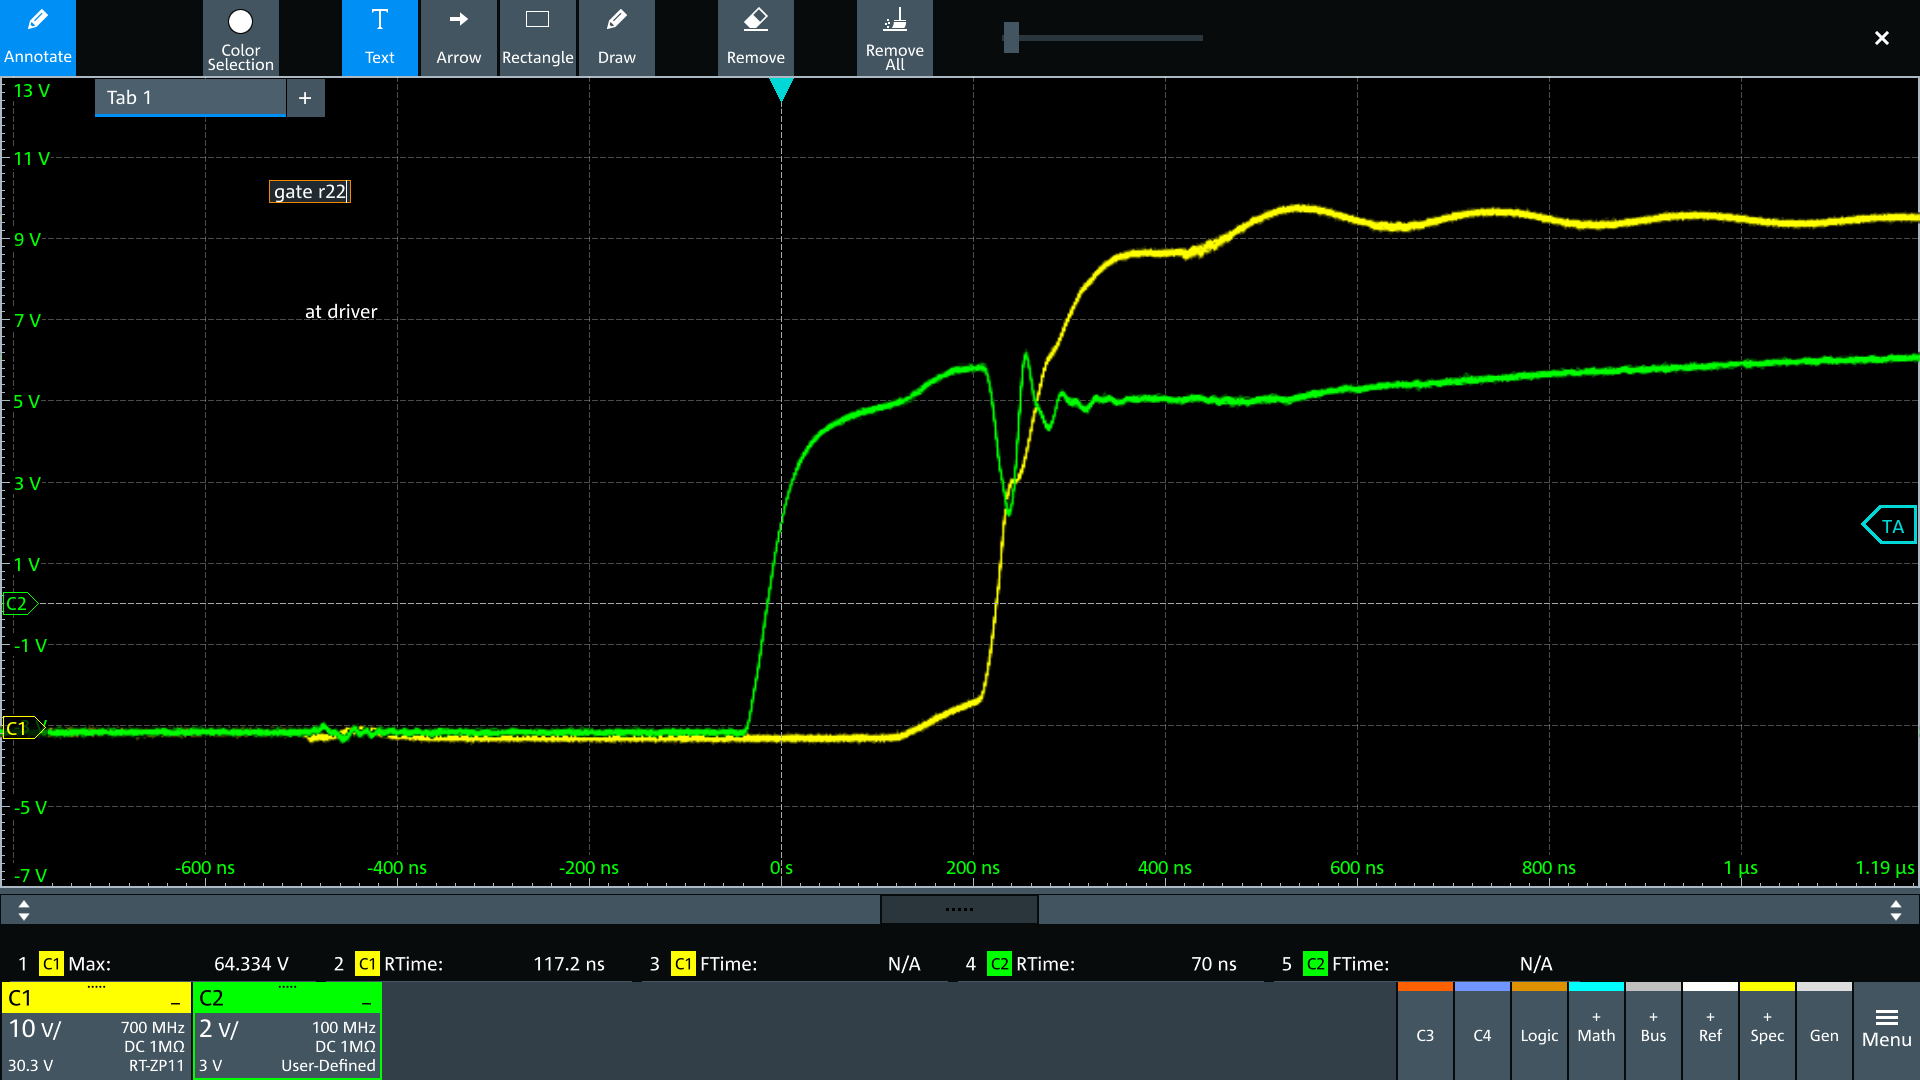 Annotate
Color
Selection
Text
Arrow
Rectangle
Draw
Remove
Remove
All
×
Tab 1
+
13 V
11 V
gate r22
9 V
at driver
7 V
5 V
3 V
TA
1 V
C2
-1 V
C1
-5 V
-7 V
-600 ns -400 ns -200 ns 0 s 200 ns 400 ns 600 ns 800 ns 1 µs 1.19 µs
1 C1 Max: 64.334 V 2 C1 RTime: 117.2 ns 3 C1 FTime: N/A 4 C2 RTime: 70 ns 5 C2 FTime: N/A
C1
10 V/ 700 MHz
DC 1MΩ
30.3 V RT-ZP11
C2
2 V/ 100 MHz
DC 1MΩ
3 V User-Defined
C3
C4
Logic
+
Math
+
Bus
+
Ref
+
Spec
Gen
Menu